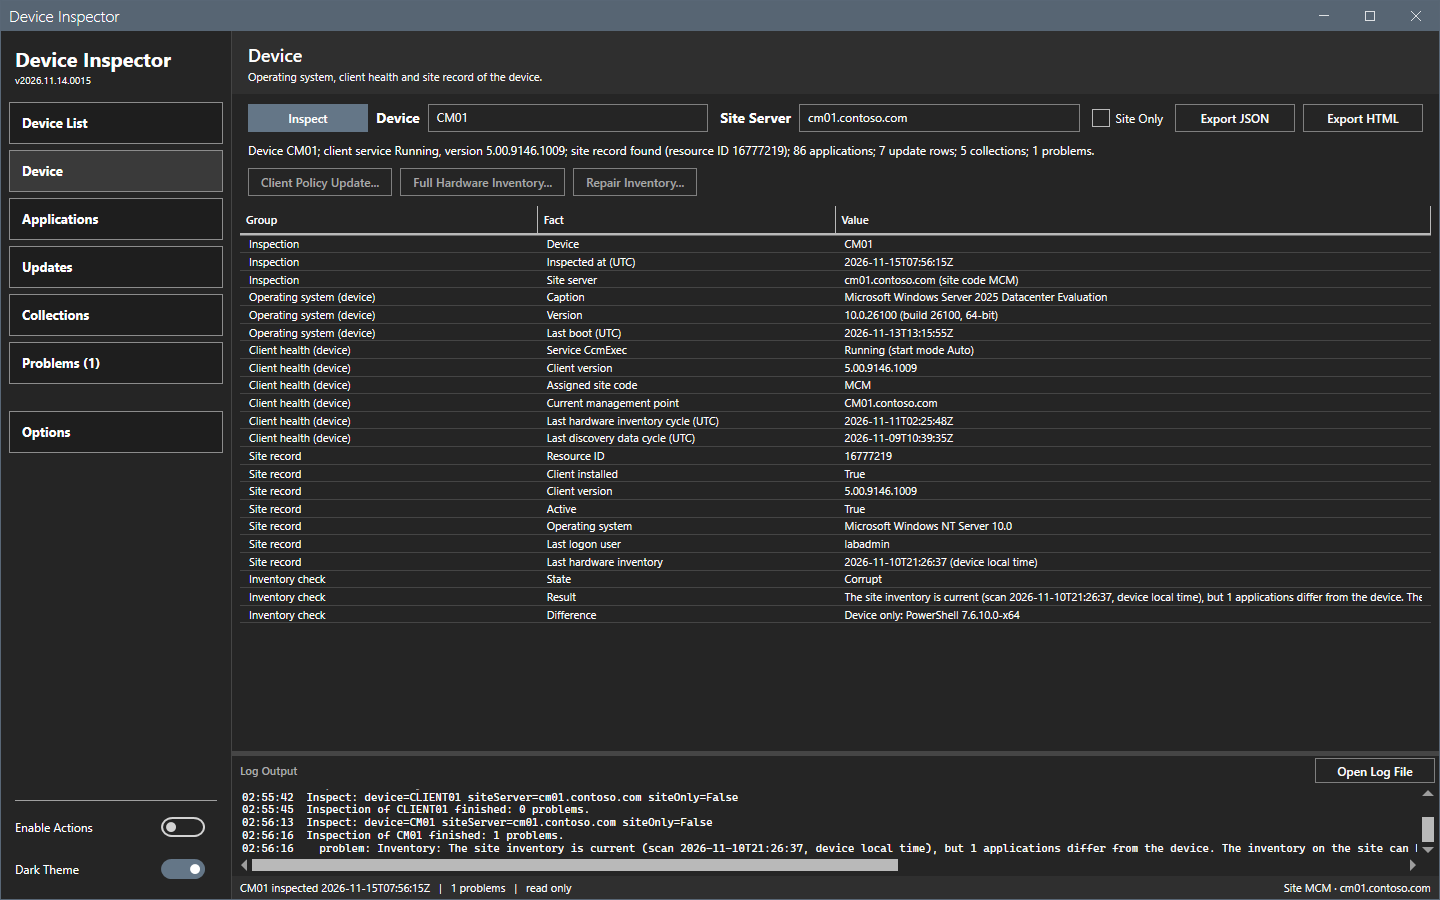 Device Inspector
Device Inspector
v2026.11.14.0015
Device List
Device
Applications
Updates
Collections
Problems (1)
Options
Enable Actions
Dark Theme
Device
Operating system, client health and site record of the device.
Inspect Device CM01 Site Server cm01.contoso.com Site Only Export JSON Export HTML
Device CM01; client service Running, version 5.00.9146.1009; site record found (resource ID 16777219); 86 applications; 7 update rows; 5 collections; 1 problems.
Client Policy Update... Full Hardware Inventory... Repair Inventory...
Group Fact Value
Inspection Device CM01
Inspection Inspected at (UTC) 2026-11-15T07:56:15Z
Inspection Site server cm01.contoso.com (site code MCM)
Operating system (device) Caption Microsoft Windows Server 2025 Datacenter Evaluation
Operating system (device) Version 10.0.26100 (build 26100, 64-bit)
Operating system (device) Last boot (UTC) 2026-11-13T13:15:55Z
Client health (device) Service CcmExec Running (start mode Auto)
Client health (device) Client version 5.00.9146.1009
Client health (device) Assigned site code MCM
Client health (device) Current management point CM01.contoso.com
Client health (device) Last hardware inventory cycle (UTC) 2026-11-11T02:25:48Z
Client health (device) Last discovery data cycle (UTC) 2026-11-09T10:39:35Z
Site record Resource ID 16777219
Site record Client installed True
Site record Client version 5.00.9146.1009
Site record Active True
Site record Operating system Microsoft Windows NT Server 10.0
Site record Last logon user labadmin
Site record Last hardware inventory 2026-11-10T21:26:37 (device local time)
Inventory check State Corrupt
Inventory check Result The site inventory is current (scan 2026-11-10T21:26:37, device local time), but 1 applications differ from the device. The
Inventory check Difference Device only: PowerShell 7.6.10.0-x64
Log Output Open Log File
02:55:42 Inspect: device=CLIENT01 siteServer=cm01.contoso.com siteOnly=False
02:55:45 Inspection of CLIENT01 finished: 0 problems.
02:56:13 Inspect: device=CM01 siteServer=cm01.contoso.com siteOnly=False
02:56:16 Inspection of CM01 finished: 1 problems.
02:56:16 problem: Inventory: The site inventory is current (scan 2026-11-10T21:26:37, device local time), but 1 applications differ from the device. The inventory on the site can
CM01 inspected 2026-11-15T07:56:15Z | 1 problems | read only Site MCM · cm01.contoso.com